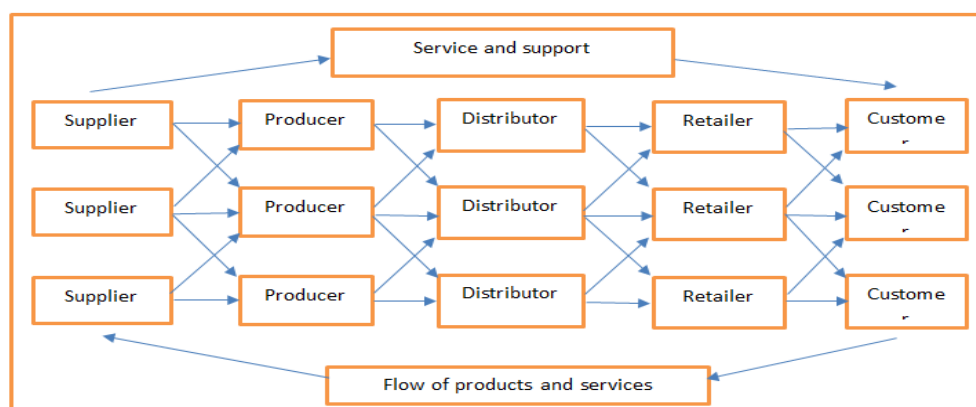 Service and support
Supplier
Producer
Distributor
Retailer
Custome
r
Supplier
Producer
Distributor
Retailer
Custome
r
Supplier
Producer
Distributor
Retailer
Custome
r
Flow of products and services